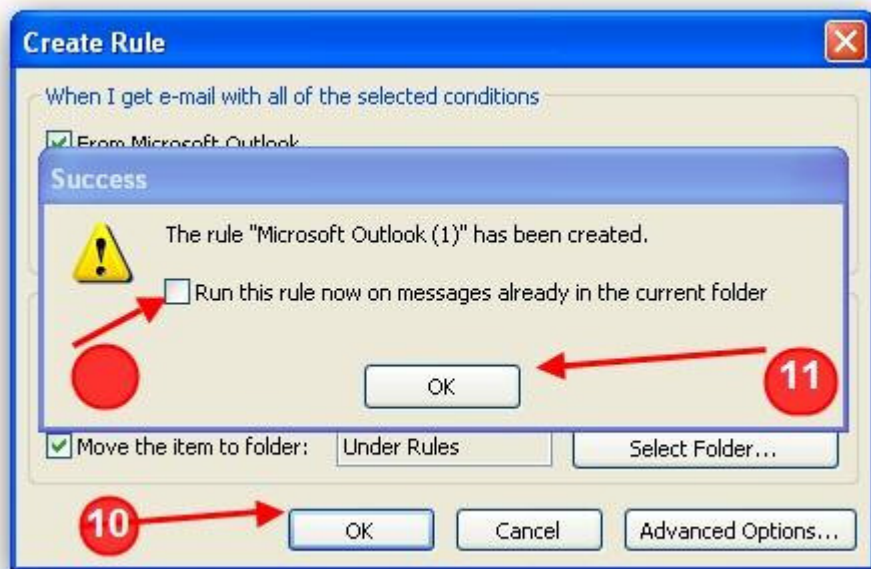 Create Rule
When I get e-mail with all of the selected conditions
From Microsoft Outlook
Success
The rule "Microsoft Outlook (1)" has been created.
Run this rule now on messages already in the current folder
OK
11
Move the item to folder: Under Rules Select Folder...
10 OK Cancel Advanced Options...